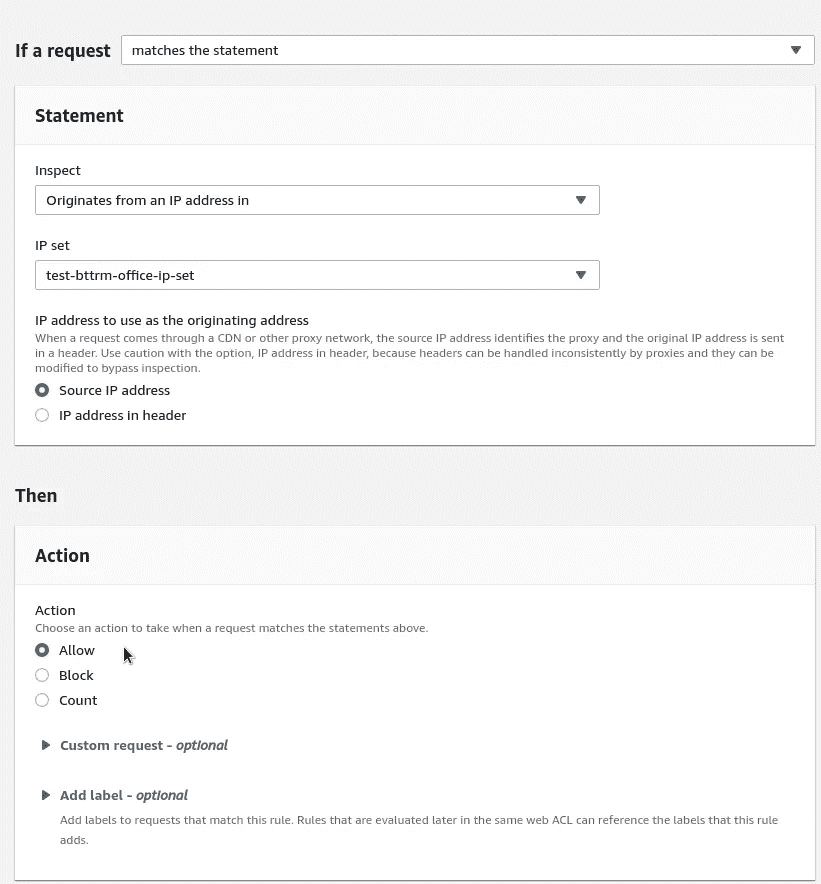 If a request matches the statement
Statement
Inspect
Originates from an IP address in
IP set
test-bttrm-office-ip-set
IP address to use as the originating address
When a request comes through a CDN or other proxy network, the source IP address identifies the proxy and the original IP address is sent
in a header. Use caution with the option, IP address in header, because headers can be handled inconsistently by proxies and they can be
modified to bypass inspection.
Source IP address
IP address in header
Then
Action
Action
Choose an action to take when a request matches the statements above.
Allow
Block
Count
Custom request - optional
Add label - optional
Add labels to requests that match this rule. Rules that are evaluated later in the same web ACL can reference the labels that this rule
adds.